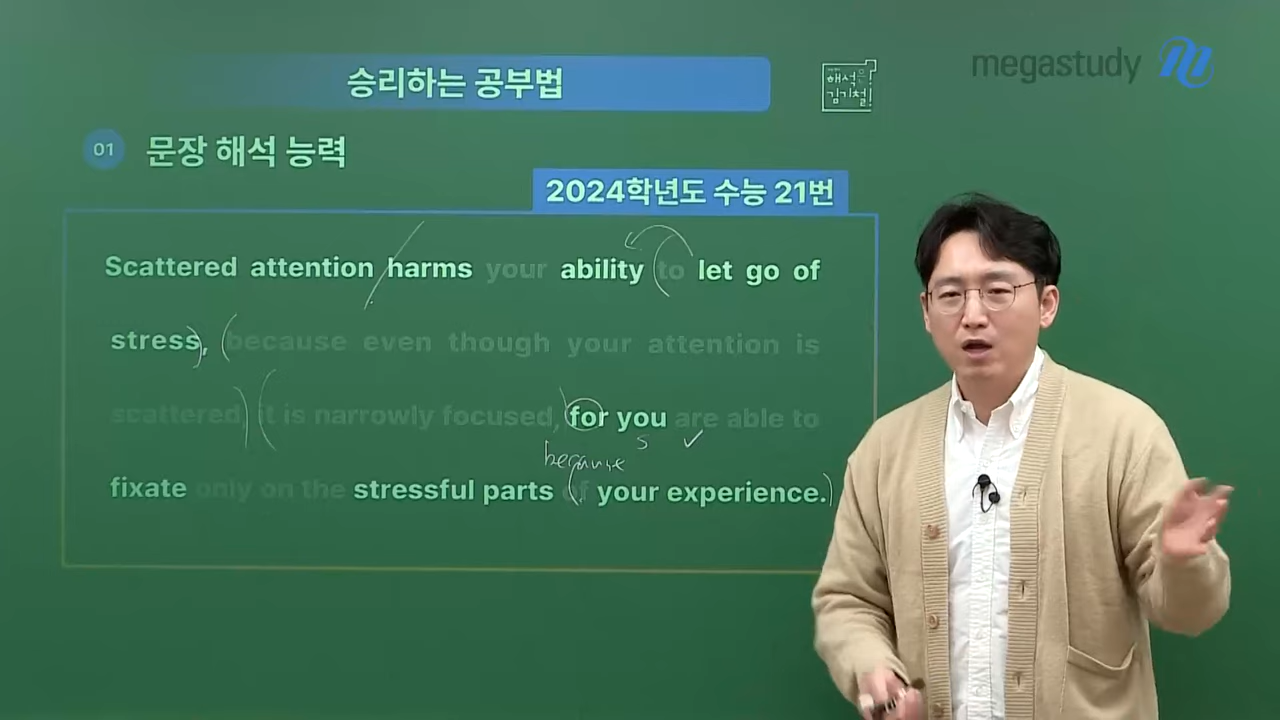 승리하는 공부법
해석은!
김기철!
megastudy
01 문장 해석 능력
2024학년도 수능 21번
Scattered attention harms your ability to let go of
stress, because even though your attention is
scattered, it is narrowly focused, for you are able to
S
because
fixate only on the stressful parts of your experience.